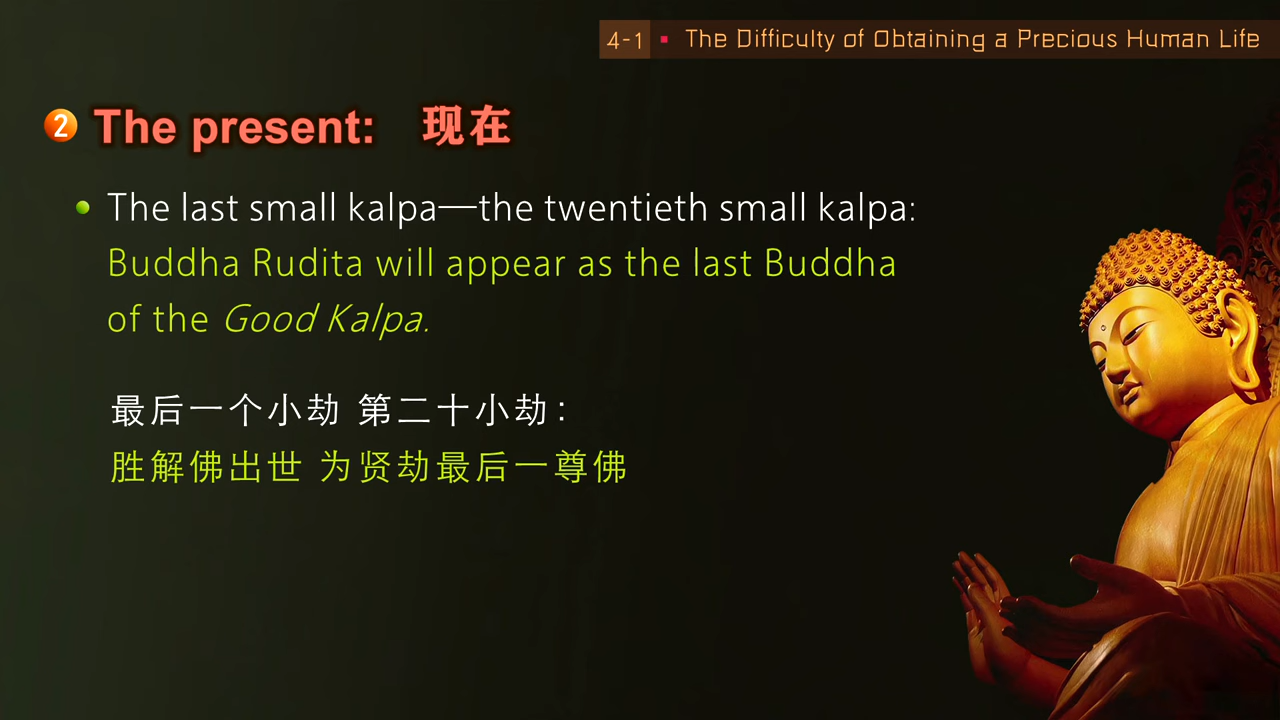 4-1 ▪ The Difficulty of Obtaining a Precious Human Life
2 The present: 现在
• The last small kalpa—the twentieth small kalpa:
Buddha Rudita will appear as the last Buddha
of the Good Kalpa.
最后一个小劫 第二十小劫：
胜解佛出世 为贤劫最后一尊佛